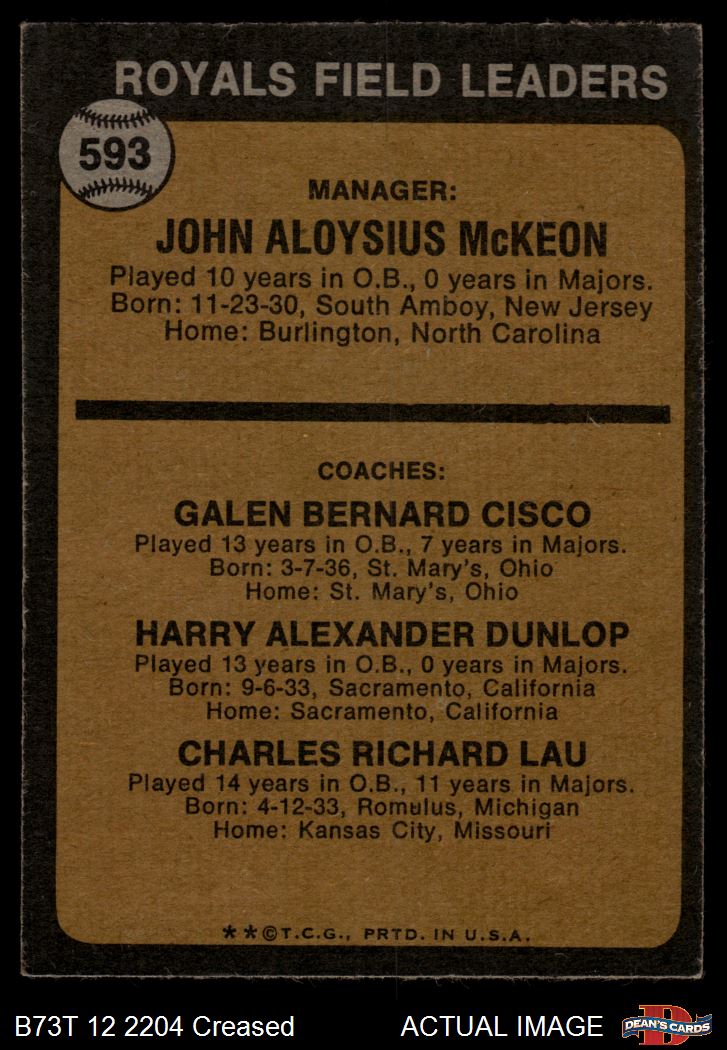 ROYALS FIELD LEADERS
593
MANAGER:
JOHN ALOYSIUS McKEON
Played 10 years in O.B., 0 years in Majors.
Born: 11-23-30, South Amboy, New Jersey
Home: Burlington, North Carolina
COACHES:
GALEN BERNARD CISCO
Played 13 years in O.B., 7 years in Majors.
Born: 3-7-36, St. Mary's, Ohio
Home: St. Mary's, Ohio
HARRY ALEXANDER DUNLOP
Played 13 years in O.B., 0 years in Majors.
Born: 9-6-33, Sacramento, California
Home: Sacramento, California
CHARLES RICHARD LAU
Played 14 years in O.B., 11 years in Majors.
Born: 4-12-33, Romulus, Michigan
Home: Kansas City, Missouri
* * © T.C.G., PRTD. IN U.S.A.
B73T 12 2204 Creased ACTUAL IMAGE
D
DEAN'S CARDS